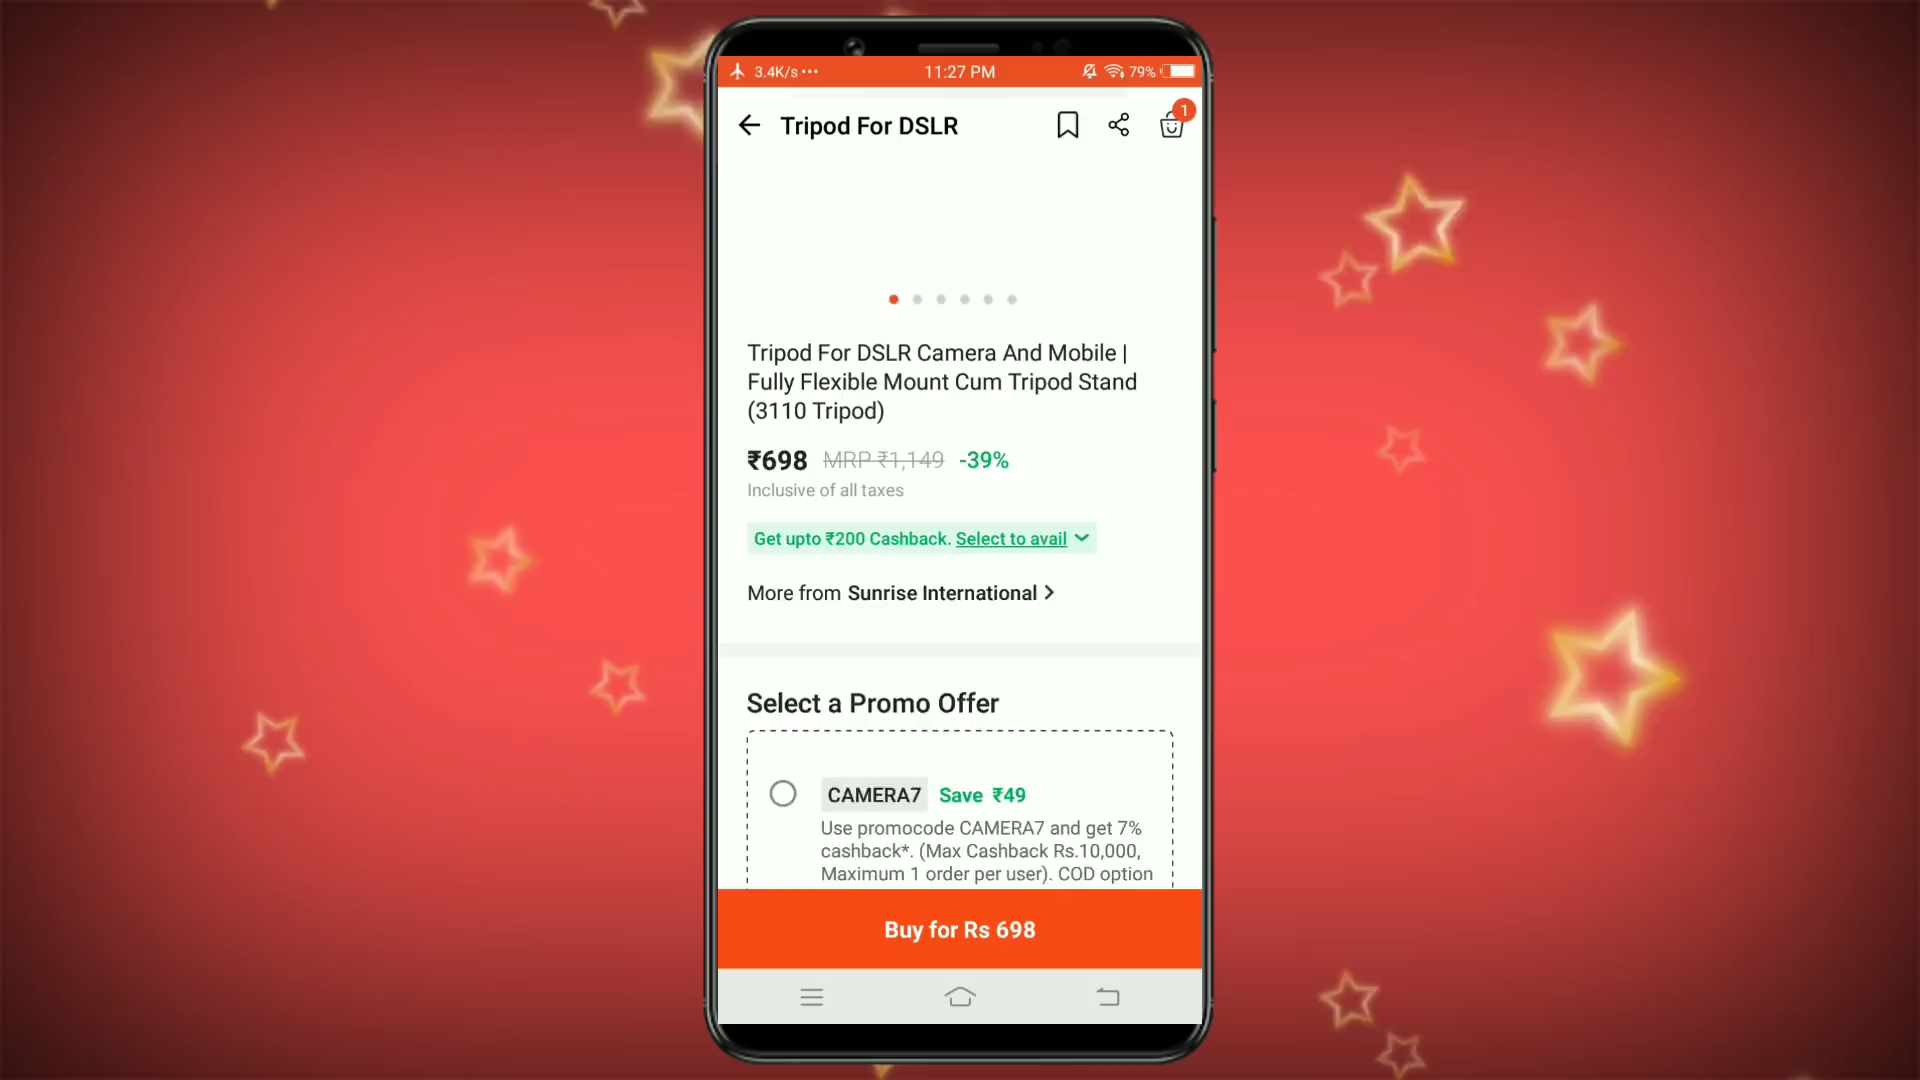 3.4K/s ...
11:27 PM
79%
Tripod For DSLR
1
Tripod For DSLR Camera And Mobile |
Fully Flexible Mount Cum Tripod Stand
(3110 Tripod)
₹698 MRP ₹1,149 -39%
Inclusive of all taxes
Get upto ₹200 Cashback. Select to avail
More from Sunrise International >
Select a Promo Offer
CAMERA7 Save ₹49
Use promocode CAMERA7 and get 7%
cashback*. (Max Cashback Rs.10,000,
Maximum 1 order per user). COD option
Buy for Rs 698